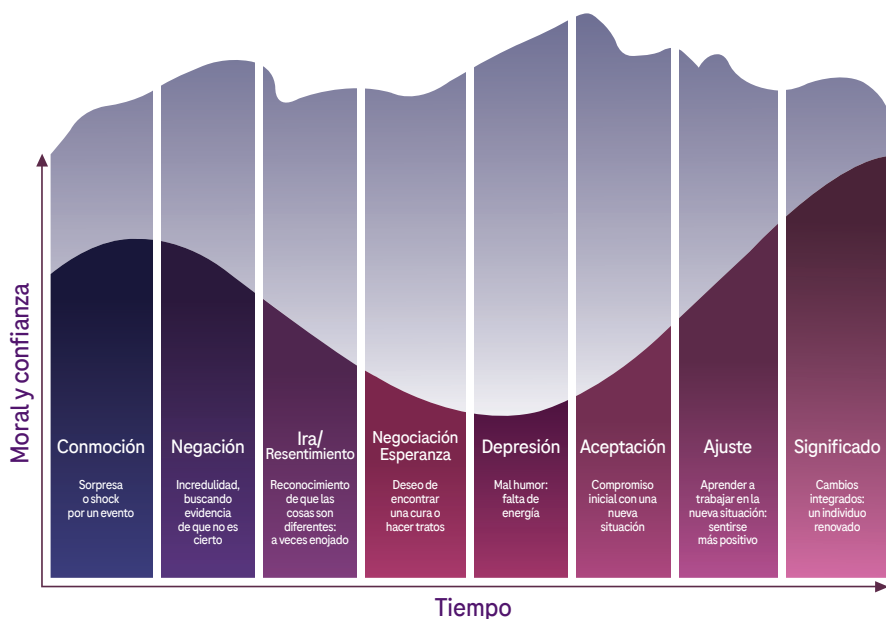 Moral y confianza
Conmoción
Sorpresa
o shock
por un evento
Negación
Incredulidad,
buscando
evidencia
de que no es
cierto
Ira/
Resentimiento
Reconocimiento
de que las
cosas son
diferentes:
a veces enojado
Negociación
Esperanza
Deseo de
encontrar
una cura o
hacer tratos
Depresión
Mal humor:
falta de
energía
Aceptación
Compromiso
inicial con una
nueva
situación
Ajuste
Aprender a
trabajar en la
nueva situación:
sentirse
más positivo
Significado
Cambios
integrados:
un individuo
renovado
Tiempo